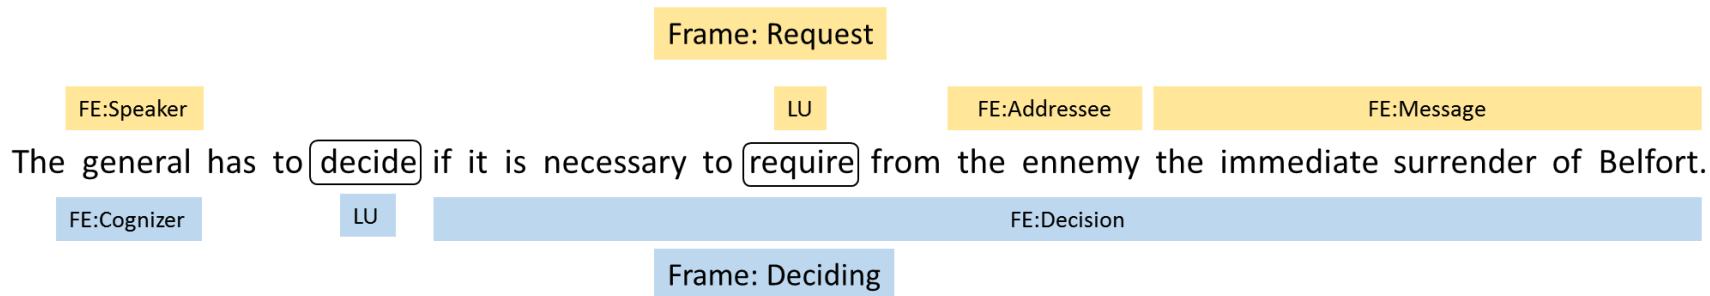 Frame: Request
FE:Speaker LU FE:Addressee FE:Message
The general has to decide if it is necessary to require from the ennemy the immediate surrender of Belfort.
FE:Cognizer LU FE:Decision
Frame: Deciding